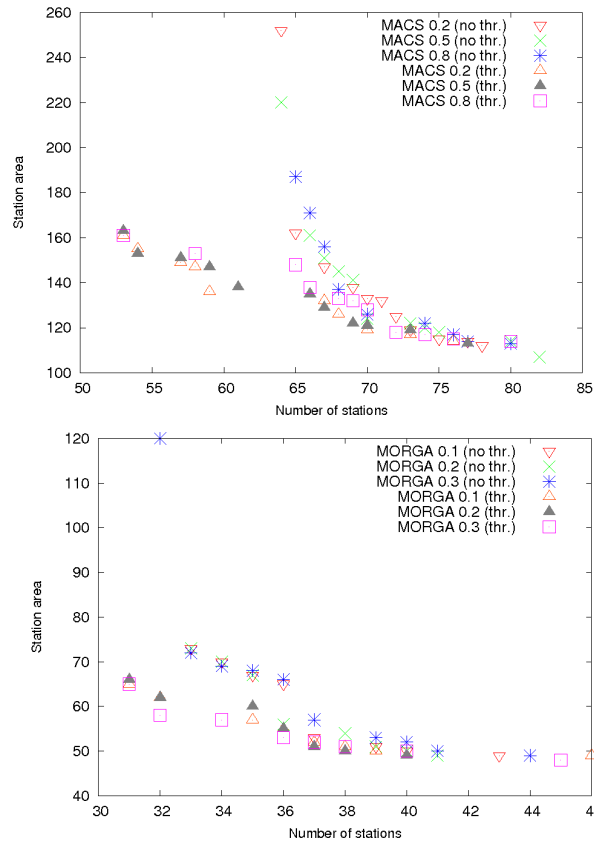 260
240
220
200
180
160
140
120
100
Station area
MACS 0.2 (no thr.)
MACS 0.5 (no thr.)
MACS 0.8 (no thr.)
MACS 0.2 (thr.)
MACS 0.5 (thr.)
MACS 0.8 (thr.)
50 55 60 65 70 75 80 85
Number of stations
120
110
100
90
80
70
60
50
40
Station area
MORGA 0.1 (no thr.)
MORGA 0.2 (no thr.)
MORGA 0.3 (no thr.)
MORGA 0.1 (thr.)
MORGA 0.2 (thr.)
MORGA 0.3 (thr.)
30 32 34 36 38 40 42 44 4
Number of stations